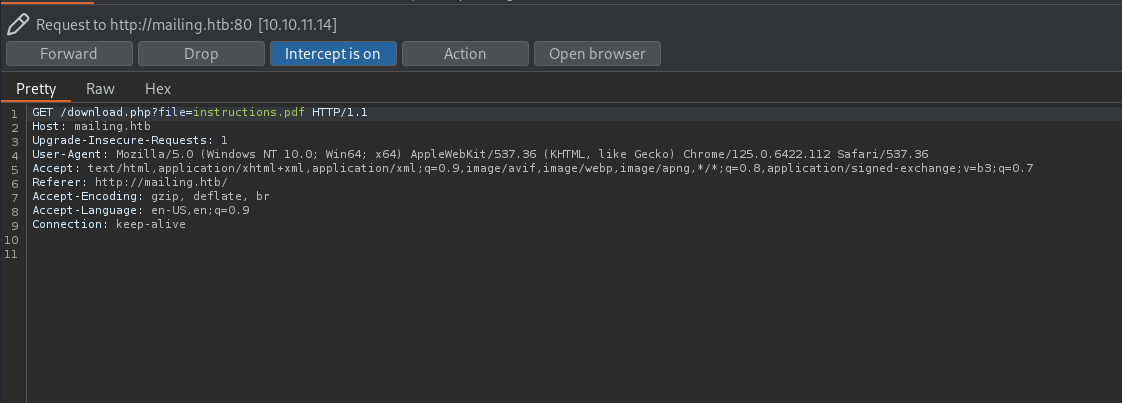 Request to http://mailing.htb:80 [10.10.11.14]
Forward Drop Intercept is on Action Open browser
Pretty Raw Hex
1 GET /download.php?file=instructions.pdf HTTP/1.1
2 Host: mailing.htb
3 Upgrade-Insecure-Requests: 1
4 User-Agent: Mozilla/5.0 (Windows NT 10.0; Win64; x64) AppleWebKit/537.36 (KHTML, like Gecko) Chrome/125.0.6422.112 Safari/537.36
5 Accept: text/html,application/xhtml+xml,application/xml;q=0.9,image/avif,image/webp,image/apng,*/*;q=0.8,application/signed-exchange;v=b3;q=0.7
6 Referer: http://mailing.htb/
7 Accept-Encoding: gzip, deflate, br
8 Accept-Language: en-US,en;q=0.9
9 Connection: keep-alive
10
11